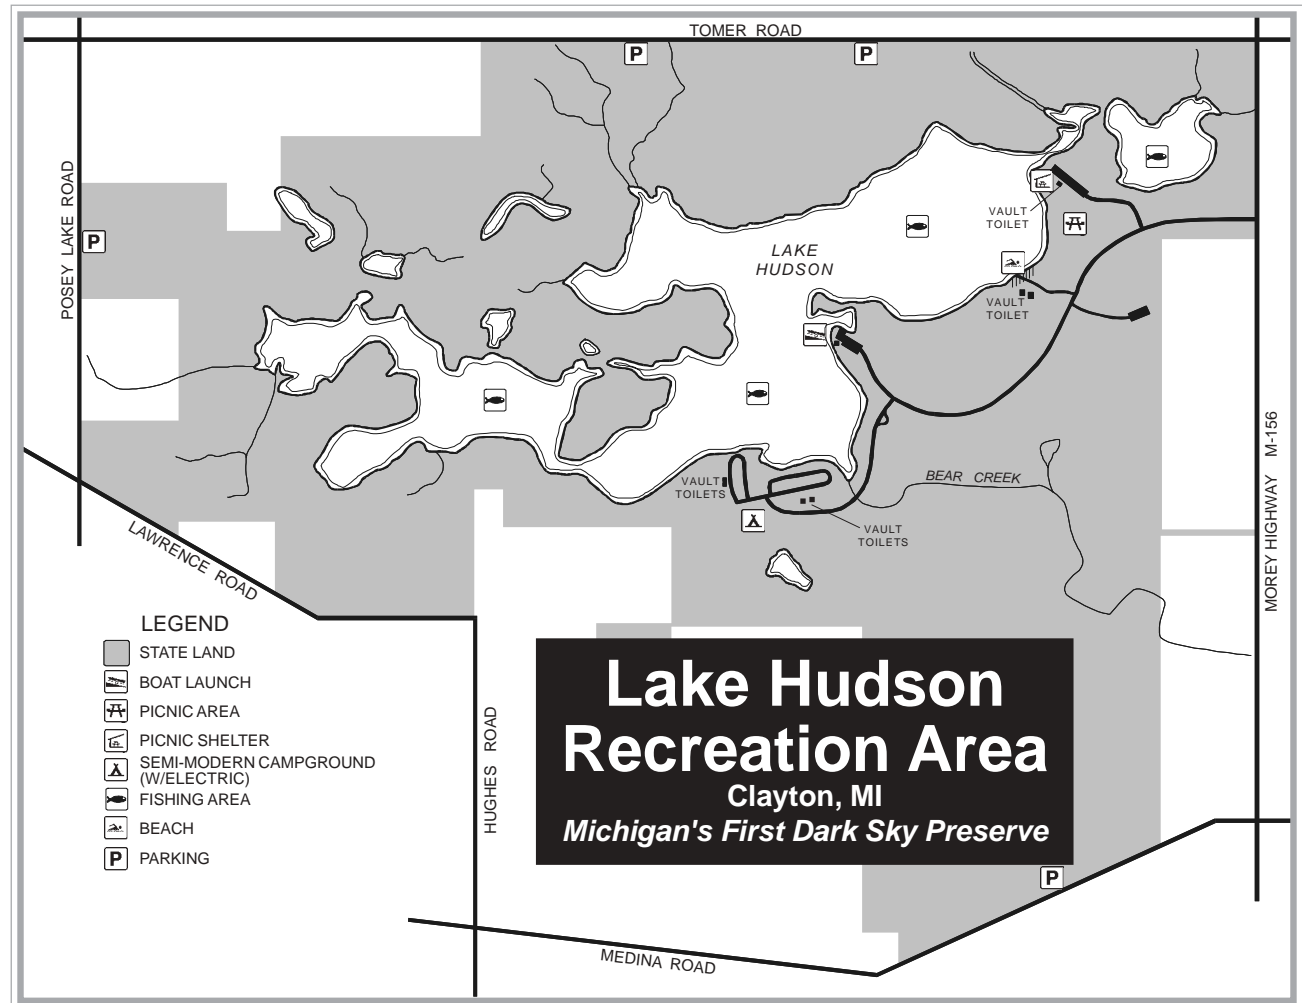 TOMER ROAD
P
P
POSEY LAKE ROAD
P
VAULT
TOILET
LAKE
HUDSON
VAULT
TOILET
MOREY HIGHWAY M-156
BEAR CREEK
VAULT
TOILETS
VAULT
TOILETS
LAWRENCE ROAD
LEGEND
STATE LAND
BOAT LAUNCH
PICNIC AREA
PICNIC SHELTER
SEMI-MODERN CAMPGROUND
(W/ELECTRIC)
FISHING AREA
BEACH
P PARKING
HUGHES ROAD
Lake Hudson
Recreation Area
Clayton, MI
Michigan's First Dark Sky Preserve
P
MEDINA ROAD